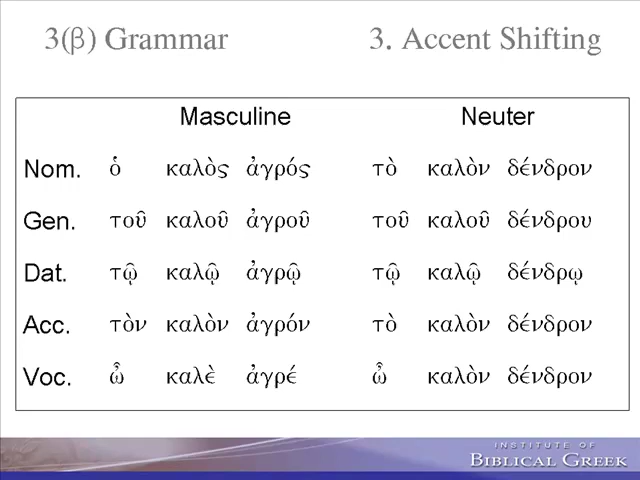 3(β) Grammar 3. Accent Shifting
Masculine Neuter
Nom. ὁ καλὸς ἀγρός τὸ καλὸν δένδρον
Gen. τοῦ καλοῦ ἀγροῦ τοῦ καλοῦ δένδρου
Dat. τῷ καλῷ ἀγρῷ τῷ καλῷ δένδρῳ
Acc. τὸν καλὸν ἀγρόν τὸ καλὸν δένδρον
Voc. ὦ καλὲ ἀγρέ ὦ καλὸν δένδρον
INSTITUTE OF
BIBLICAL GREEK